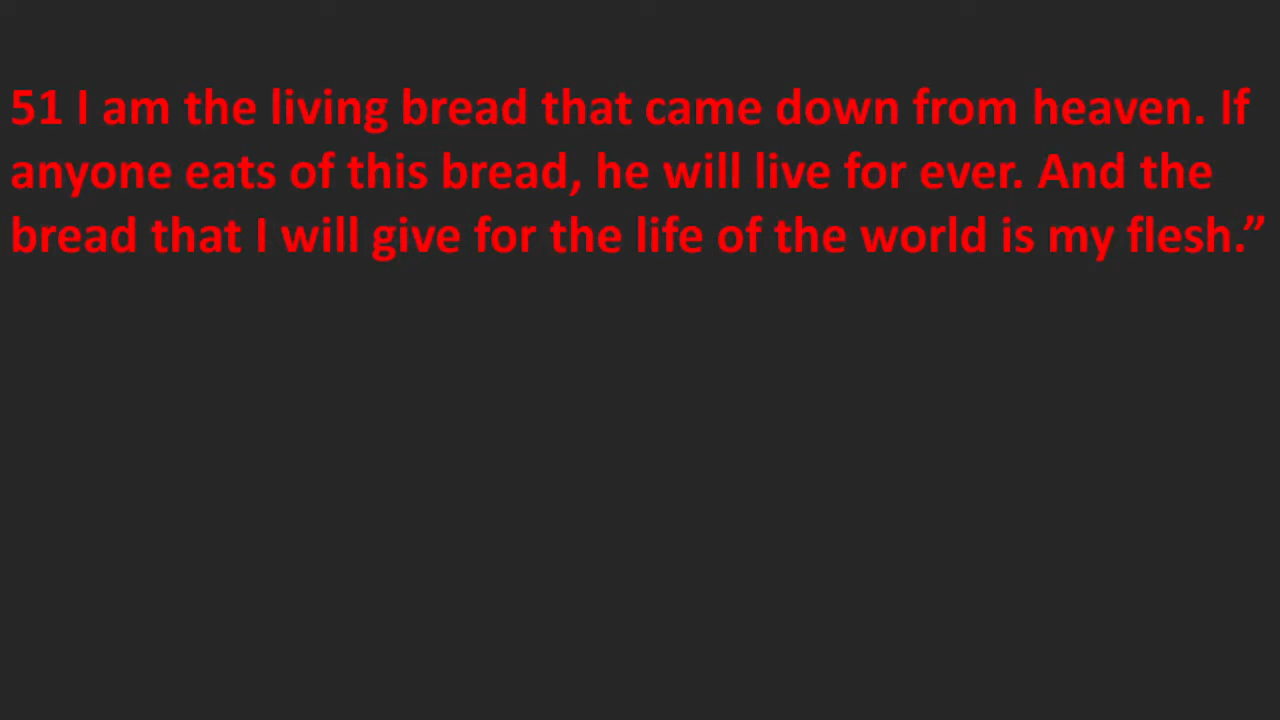 51 I am the living bread that came down from heaven. If
anyone eats of this bread, he will live for ever. And the
bread that I will give for the life of the world is my flesh.”